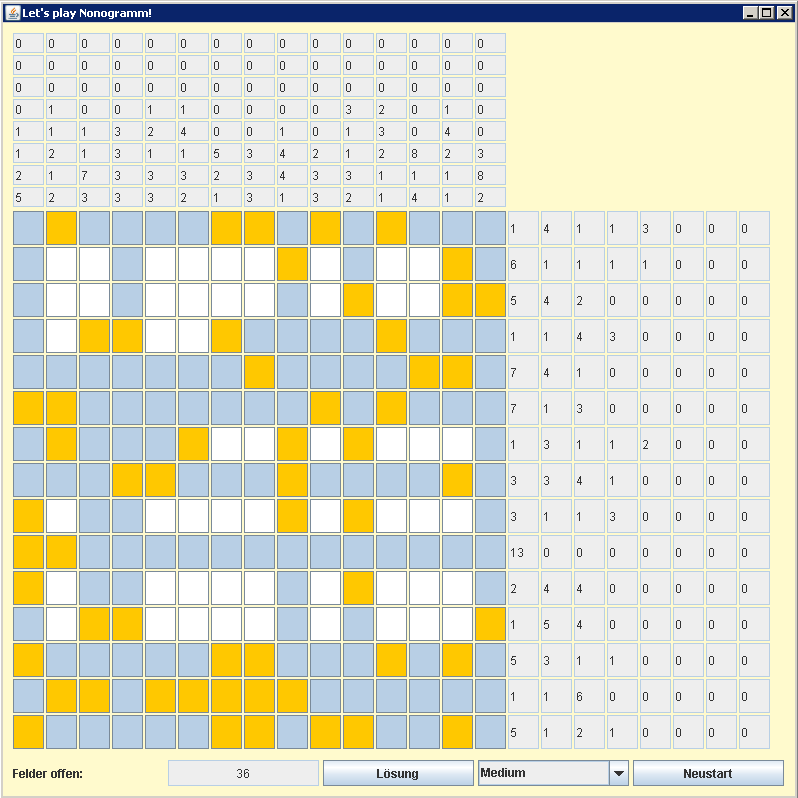 Let's play Nonogramm!
0 0 0 0 0 0 0 0 0 0 0 0 0 0 0
0 0 0 0 0 0 0 0 0 0 0 0 0 0 0
0 0 0 0 0 0 0 0 0 0 0 0 0 0 0
0 1 0 0 1 1 0 0 0 0 3 2 0 1 0
1 1 1 3 2 4 0 0 1 0 1 3 0 4 0
1 2 1 3 1 1 5 3 4 2 1 2 8 2 3
2 1 7 3 3 3 2 3 4 3 3 1 1 1 8
5 2 3 3 3 2 1 3 1 3 2 1 4 1 2
1 4 1 1 3 0 0 0
6 1 1 1 1 0 0 0
5 4 2 0 0 0 0 0
1 1 4 3 0 0 0 0
7 4 1 0 0 0 0 0
7 1 3 0 0 0 0 0
1 3 1 1 2 0 0 0
3 3 4 1 0 0 0 0
3 1 1 3 0 0 0 0
13 0 0 0 0 0 0 0
2 4 4 0 0 0 0 0
1 5 4 0 0 0 0 0
5 3 1 1 0 0 0 0
1 1 6 0 0 0 0 0
5 1 2 1 0 0 0 0
Felder offen: 36 Lösung Medium Neustart